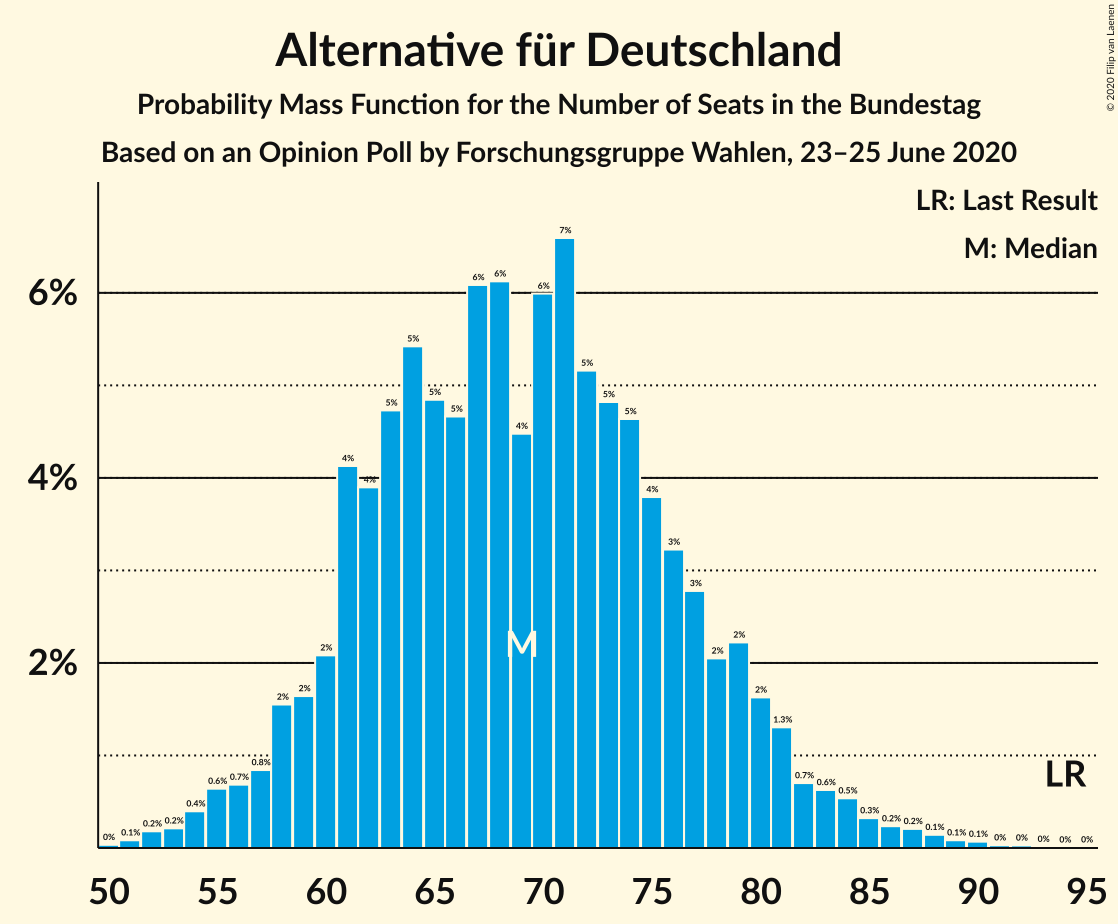 Alternative für Deutschland
Probability Mass Function for the Number of Seats in the Bundestag
Based on an Opinion Poll by Forschungsgruppe Wahlen, 23–25 June 2020
© 2020 Filip van Laenen
LR: Last Result
M: Median
6%
4%
2%
0% 0.1% 0.2% 0.2% 0.4% 0.6% 0.7% 0.8% 2% 2% 2% 4% 4% 5% 5% 5% 5% 6% 6% 4% 6% 7% 5% 5% 5% 4% 3% 3% 2% 2% 2% 1.3% 0.7% 0.6% 0.5% 0.3% 0.2% 0.2% 0.1% 0.1% 0.1% 0% 0% 0% 0% 0%
M
LR
50 55 60 65 70 75 80 85 90 95